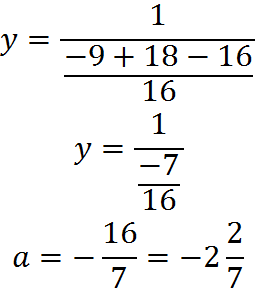 y = 1/((-9 + 18 - 16)/16)
y = 1/((-7)/16)
a = -16/7 = -2 2/7